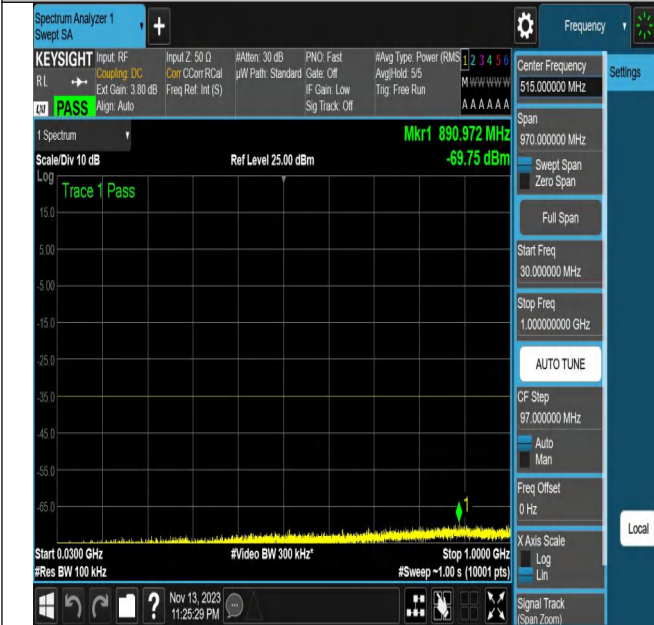 Spectrum Analyzer 1
Swept SA
Frequency
KEYSIGHT
RL
PASS
Input: RF
Coupling: DC
Ext Gain: 3.80 dB
Align: Auto
Input Z: 50 Ω
Corr CCorr RCal
Freq Ref: Int (S)
#Atten: 30 dB
µW Path: Standard
PNO: Fast
Gate: Off
IF Gain: Low
Sig Track: Off
#Avg Type: Power (RMS
Avg|Hold: 5/5
Trig: Free Run
1 2 3 4 5 6
M W W W W W
A A A A A A
1 Spectrum
Mkr1 890.972 MHz
Scale/Div 10 dB
Ref Level 25.00 dBm
-69.75 dBm
Log
Trace 1 Pass
15.0
5.00
-5.00
-15.0
-25.0
-35.0
-45.0
-55.0
-65.0
1
Start 0.0300 GHz
#Video BW 300 kHz*
Stop 1.0000 GHz
#Res BW 100 kHz
#Sweep ~1.00 s (10001 pts)
Nov 13, 2023
11:25:29 PM
Center Frequency
515.000000 MHz
Settings
Span
970.000000 MHz
Swept Span
Zero Span
Full Span
Start Freq
30.000000 MHz
Stop Freq
1.000000000 GHz
AUTO TUNE
CF Step
97.000000 MHz
Auto
Man
Freq Offset
0 Hz
X Axis Scale
Log
Lin
Signal Track
(Span Zoom)
Local